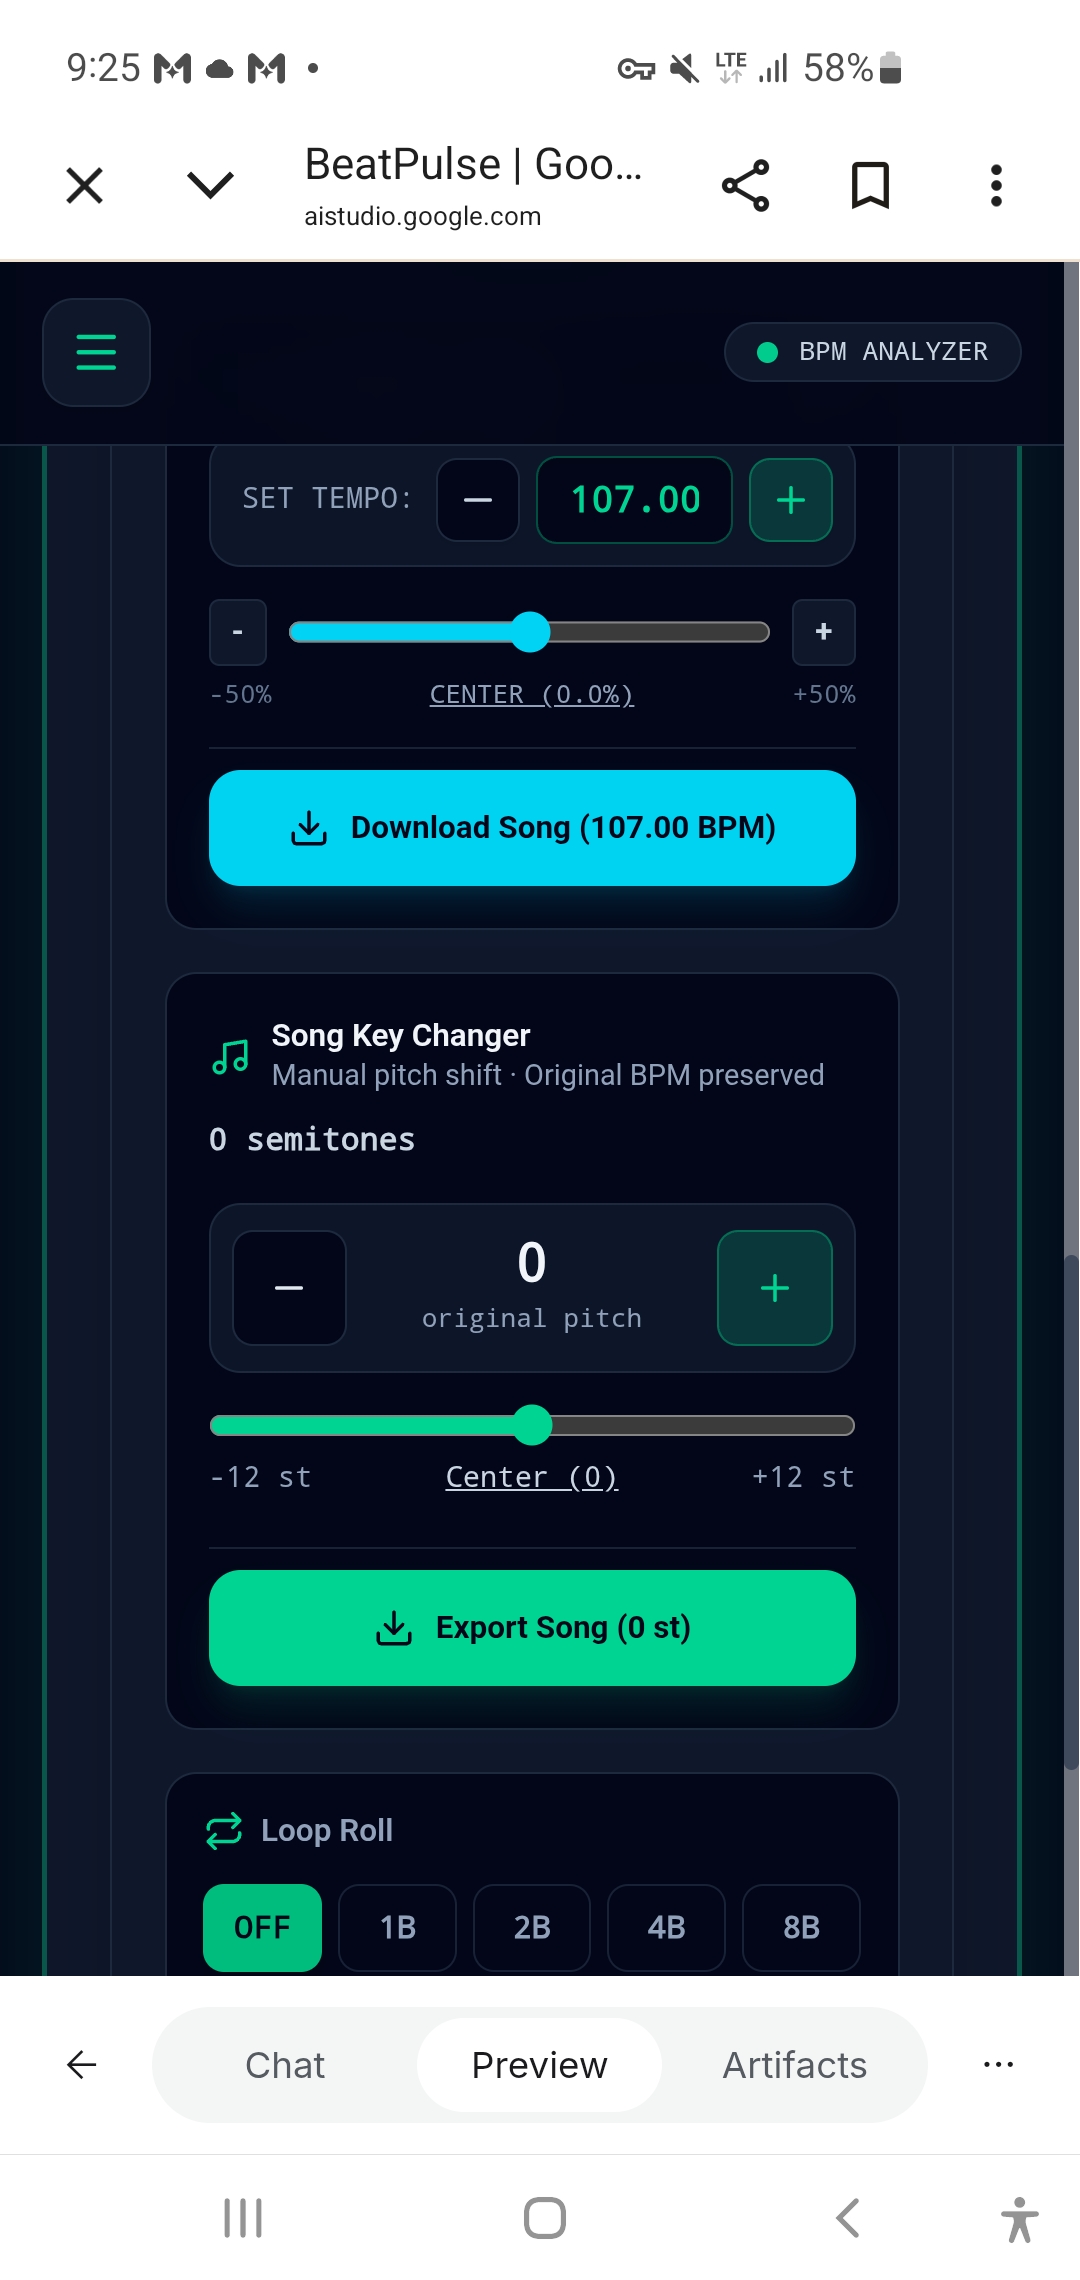 9:25
LTE
58%
BeatPulse | Goo...
aistudio.google.com
BPM ANALYZER
SET TEMPO:
107.00
-
+
-50%
CENTER (0.0%)
+50%
Download Song (107.00 BPM)
Song Key Changer
Manual pitch shift · Original BPM preserved
0 semitones
0
original pitch
-12 st
Center (0)
+12 st
Export Song (0 st)
Loop Roll
OFF
1B
2B
4B
8B
Chat
Preview
Artifacts